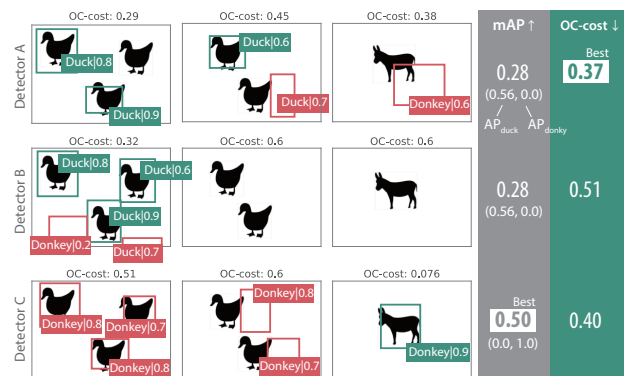 OC-cost: 0.29
OC-cost: 0.45
OC-cost: 0.38
mAP ↑
OC-cost ↓
Detector A
Duck|0.8
Duck|0.9
Duck|0.6
Duck|0.7
Donkey|0.6
0.28
(0.56, 0.0)
APduck
APdonky
Best
0.37
OC-cost: 0.32
OC-cost: 0.6
OC-cost: 0.6
Detector B
Duck|0.8
Duck|0.6
Duck|0.9
Donkey|0.2
Duck|0.7
0.28
(0.56, 0.0)
0.51
OC-cost: 0.51
OC-cost: 0.6
OC-cost: 0.076
Detector C
Donkey|0.8
Donkey|0.7
Donkey|0.8
Donkey|0.8
Donkey|0.7
Donkey|0.9
Best
0.50
(0.0, 1.0)
0.40